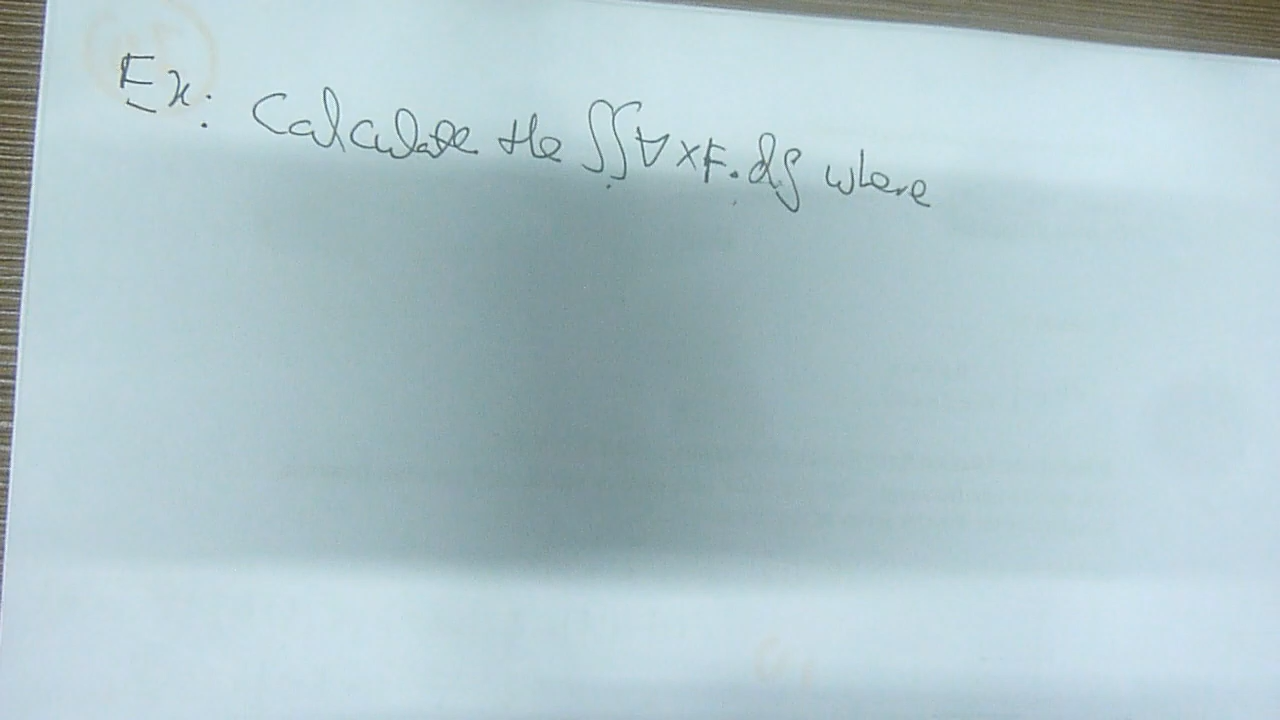 Ex: Calculate the ∬∇×F.dS where